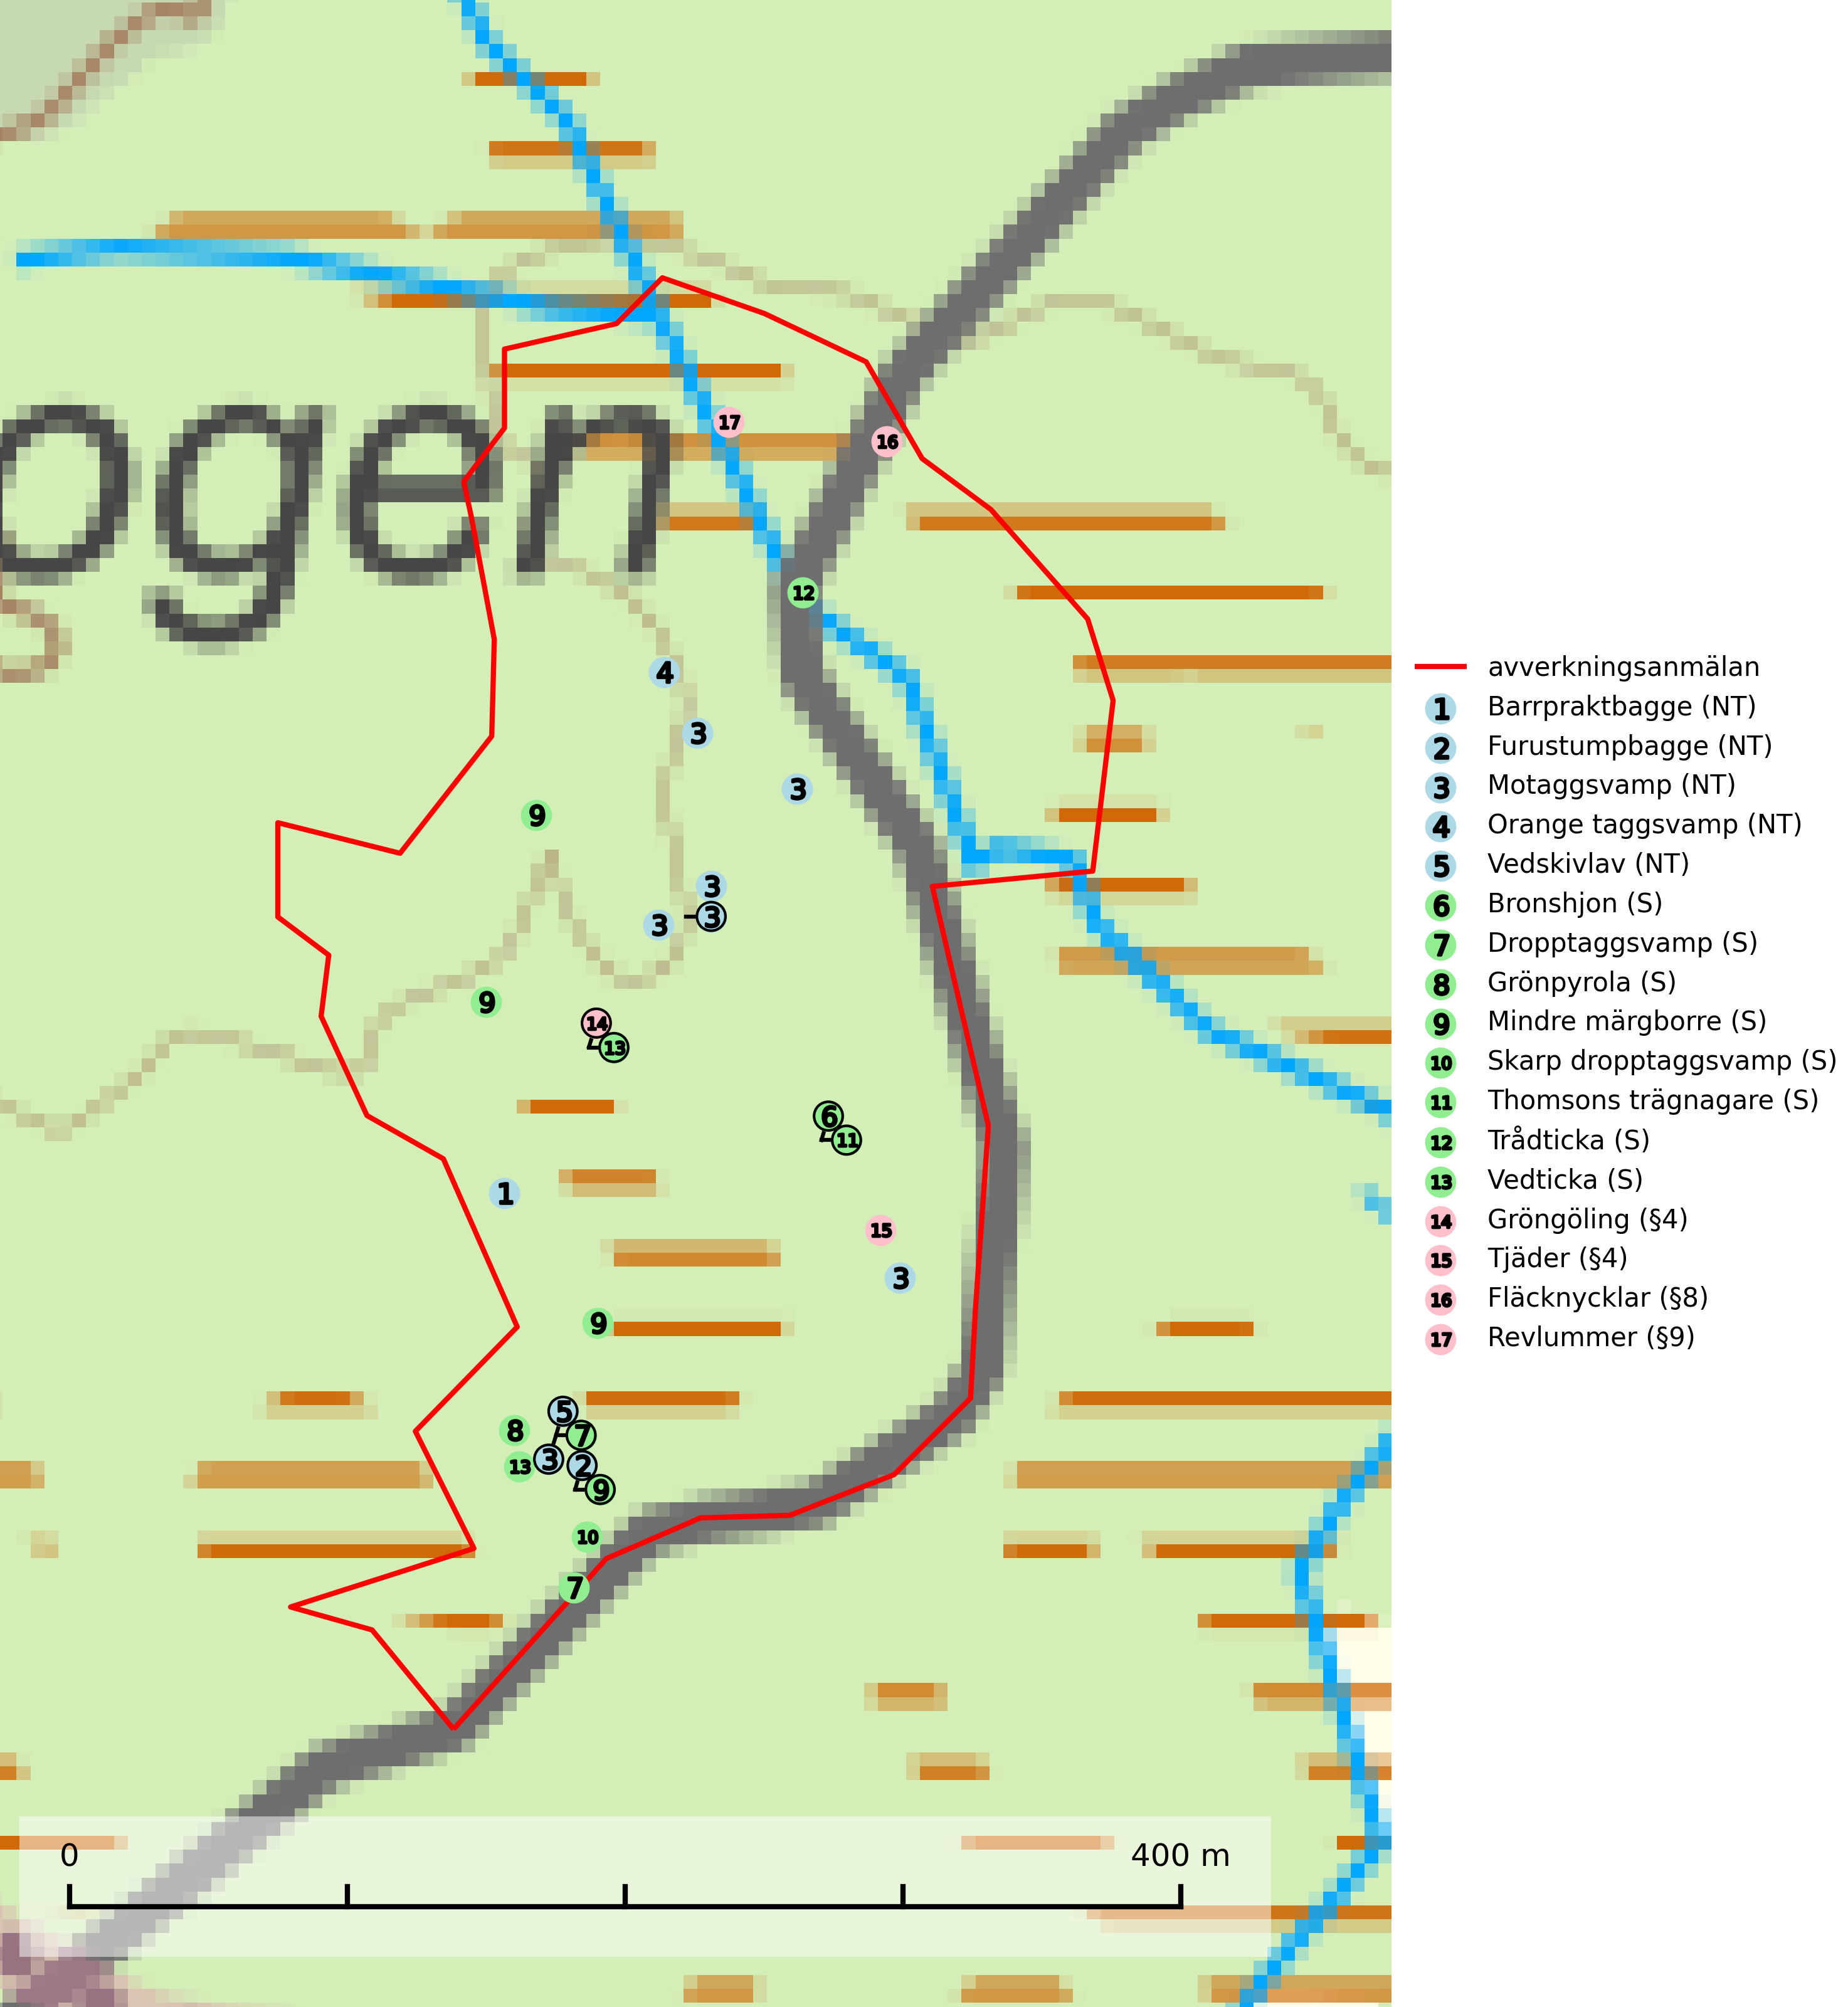 17
16
ogen
12
4
3
3
9
3
3
3
9
14
13
6
11
1
15
3
9
5
8
7
13
3
2
9
10
7
0
400 m
avverkningsanmälan
1 Barrpraktbagge (NT)
2 Furustumpbagge (NT)
3 Motaggsvamp (NT)
4 Orange taggsvamp (NT)
5 Vedskivlav (NT)
6 Bronshjon (S)
7 Dropptaggsvamp (S)
8 Grönpyrola (S)
9 Mindre märgborre (S)
10 Skarp dropptaggsvamp (S)
11 Thomsons trägnagare (S)
12 Trådticka (S)
13 Vedticka (S)
14 Gröngöling (§4)
15 Tjäder (§4)
16 Fläcknycklar (§8)
17 Revlummer (§9)